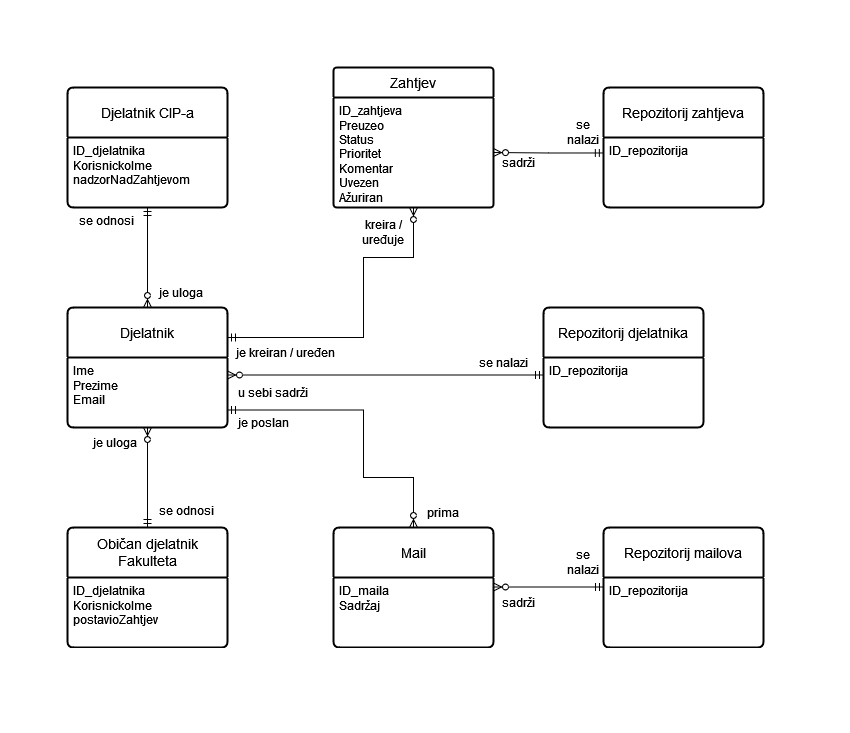 Djelatnik CIP-a
ID_djelatnika
KorisnickoIme
nadzorNadZahtjevom
Zahtjev
ID_zahtjeva
Preuzeo
Status
Prioritet
Komentar
Uvezen
Ažuriran
se
nalazi
sadrži
Repozitorij zahtjeva
ID_repozitorija
se odnosi
je uloga
kreira /
uređuje
Djelatnik
Ime
Prezime
Email
je kreiran / uređen
se nalazi
u sebi sadrži
je poslan
Repozitorij djelatnika
ID_repozitorija
je uloga
se odnosi
prima
Običan djelatnik
Fakulteta
ID_djelatnika
KorisnickoIme
postavioZahtjev
Mail
ID_maila
Sadržaj
se
nalazi
sadrži
Repozitorij mailova
ID_repozitorija